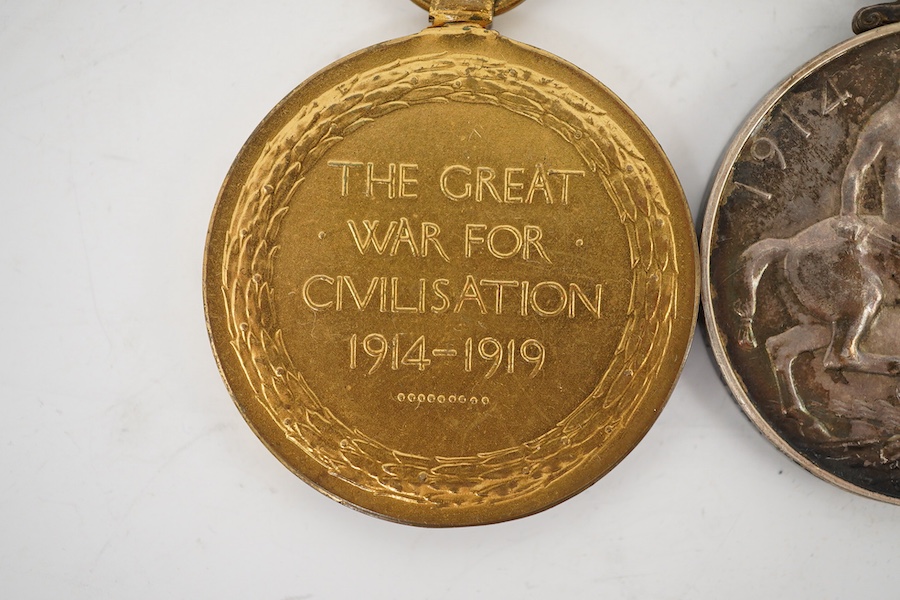 THE GREAT
WAR FOR
CIVILISATION
1914-1919
1914